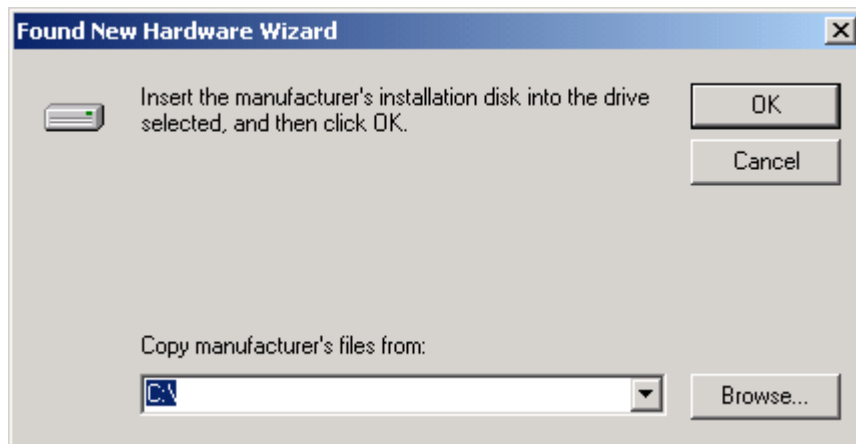 Found New Hardware Wizard
Insert the manufacturer's installation disk into the drive
selected, and then click OK.
OK
Cancel
Copy manufacturer's files from:
C:\
Browse...